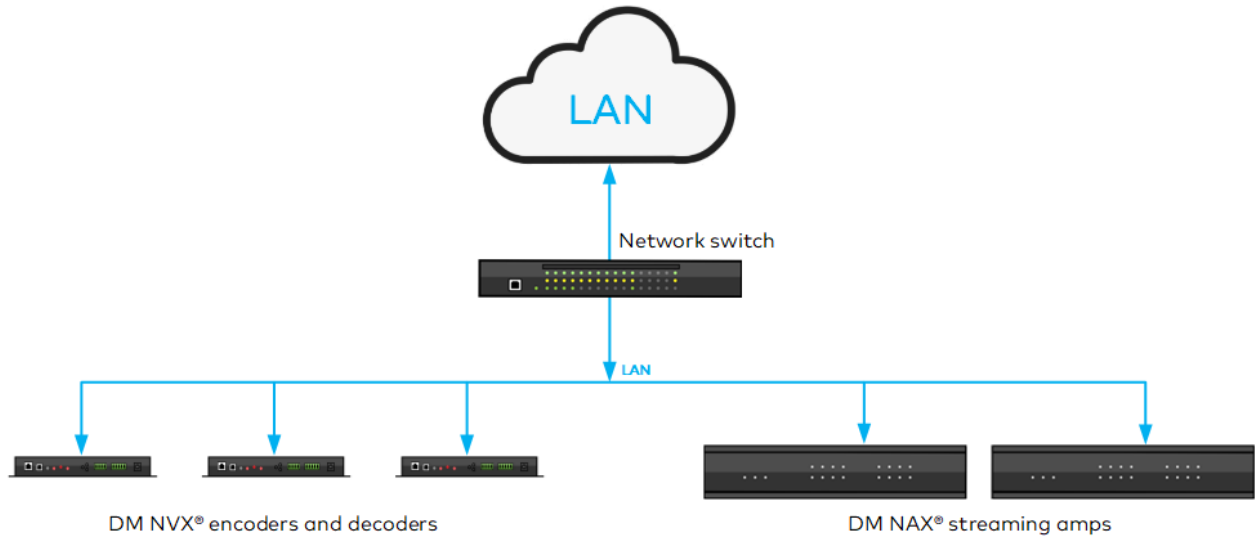 LAN
Network switch
LAN
DM NVX® encoders and decoders
DM NAX® streaming amps